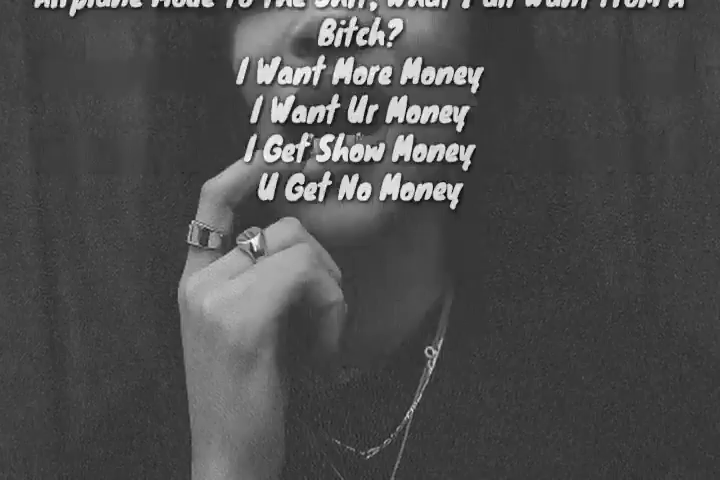 Airplane Mode To The Shit, What Y'all Want From A
Bitch?
I Want More Money
I Want Ur Money
I Get Show Money
U Get No Money